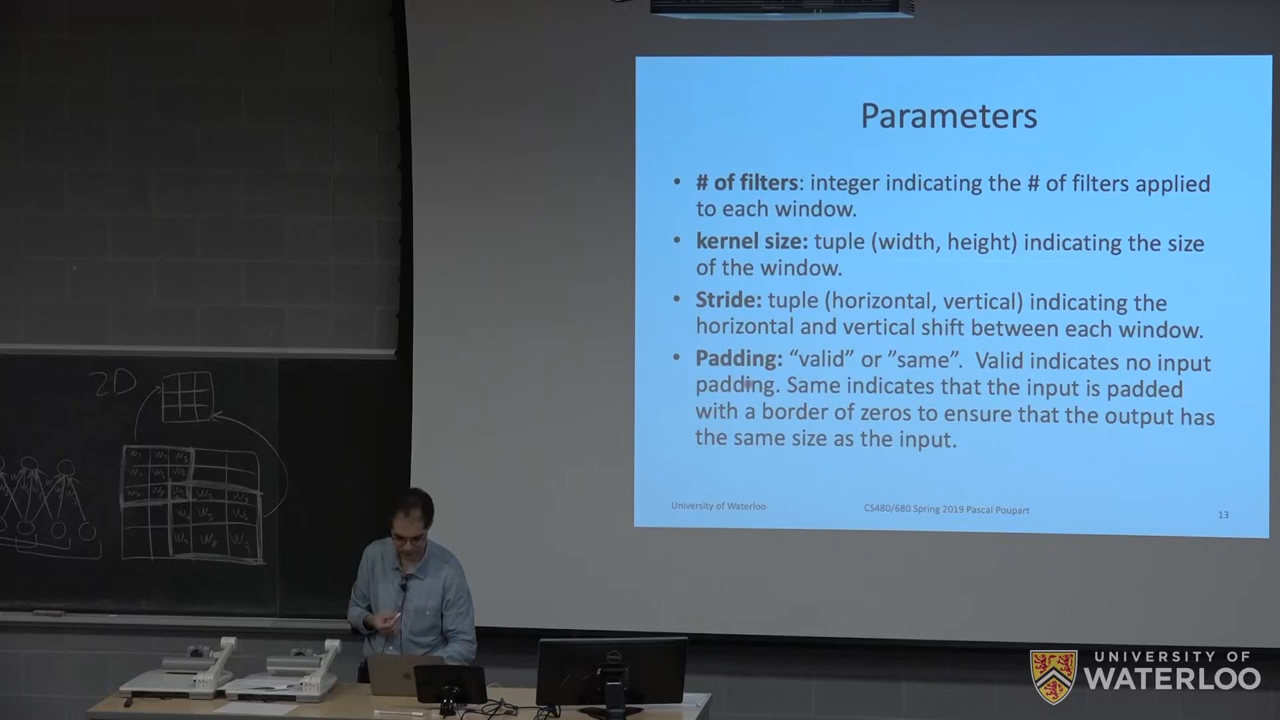 Parameters
• # of filters: integer indicating the # of filters applied
to each window.
• kernel size: tuple (width, height) indicating the size
of the window.
• Stride: tuple (horizontal, vertical) indicating the
horizontal and vertical shift between each window.
• Padding: “valid” or ”same”. Valid indicates no input
padding. Same indicates that the input is padded
with a border of zeros to ensure that the output has
the same size as the input.
University of Waterloo
CS480/680 Spring 2019 Pascal Poupart
13
2D
DELL
UNIVERSITY OF
WATERLOO